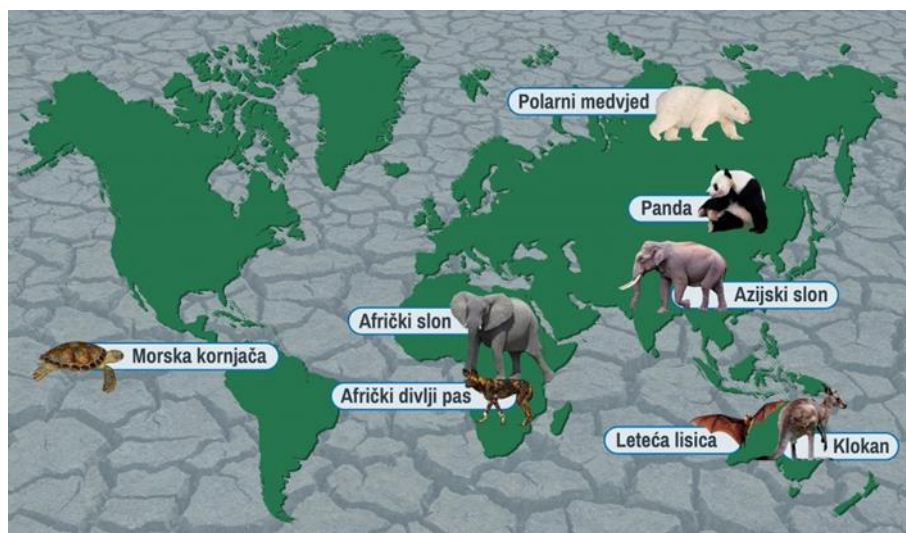 Polarni medvjed
Panda
Azijski slon
Afrički slon
Morska kornjača
Afrički divlji pas
Leteća lisica
Klokan